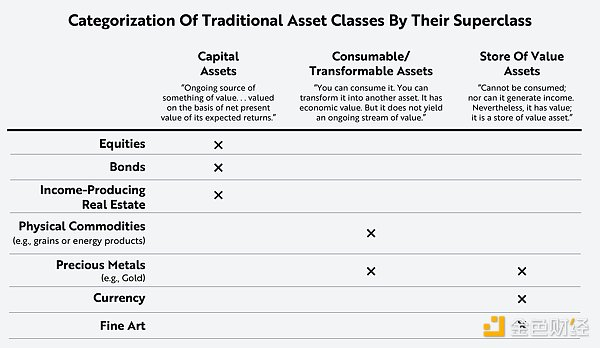 Categorization Of Traditional Asset Classes By Their Superclass
Capital
Assets
“Ongoing source of
something of value. . . valued
on the basis of net present
value of its expected returns.”
Consumable/
Transformable Assets
“You can consume it. You can
transform it into another asset. It has
economic value. But it does not yield
an ongoing stream of value.”
Store Of Value
Assets
“Cannot be consumed;
nor can it generate income.
Nevertheless, it has value;
it is a store of value asset.”
Equities ×
Bonds ×
Income-Producing
Real Estate ×
Physical Commodities
(e.g., grains or energy products) ×
Precious Metals
(e.g., Gold) × ×
Currency ×
Fine Art ×
金色财经